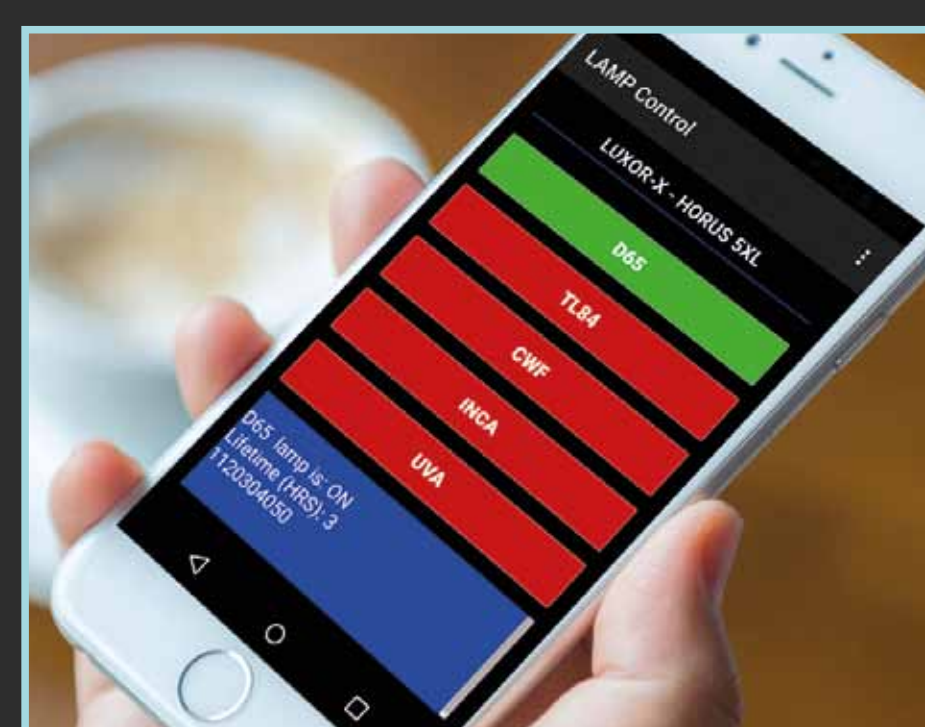 LAMP Control
LUXOR-X - HORUS 5XL
D65
TL84
CWF
INCA
UVA
D65 lamp is: ON
Lifetime (HRS): 3
1120304050